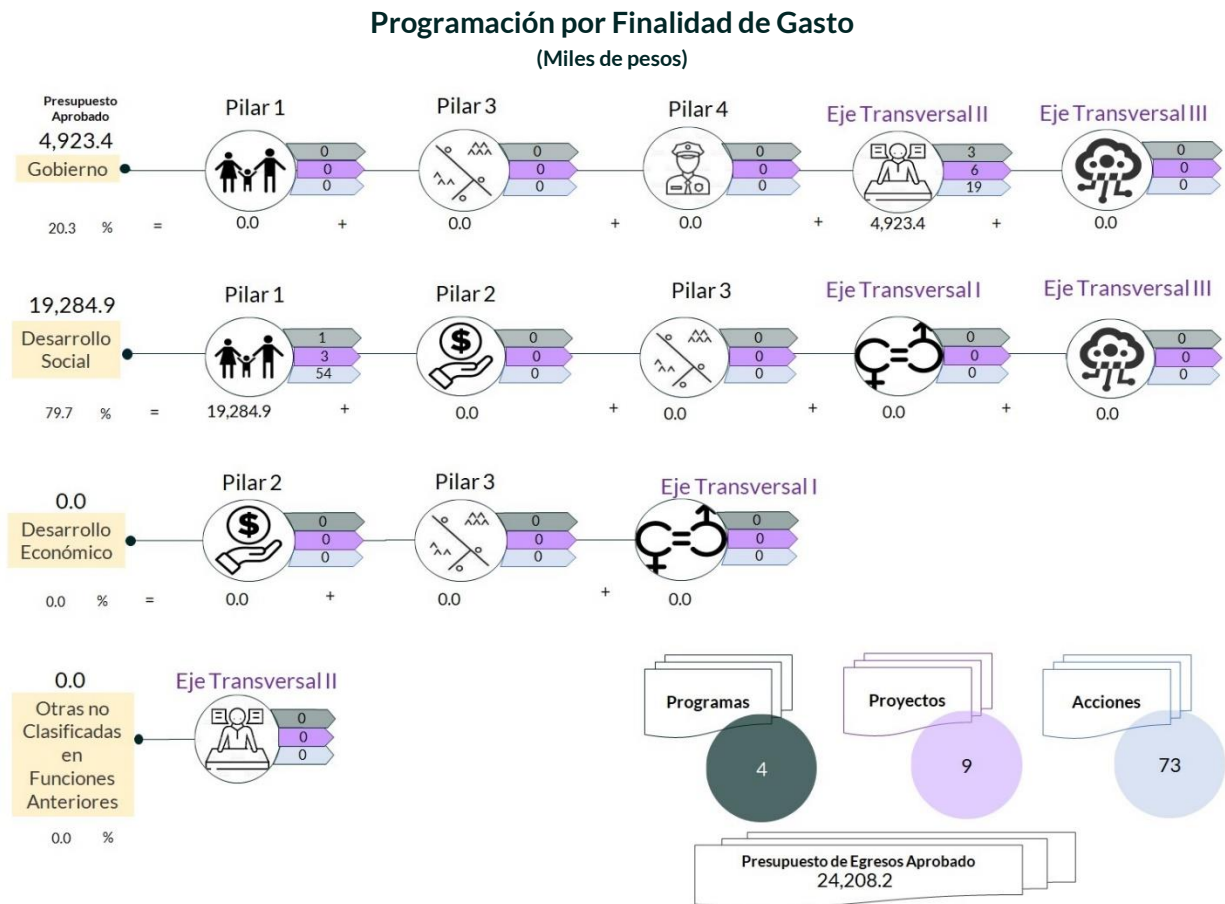 Programación por Finalidad de Gasto
(Miles de pesos)
Presupuesto
Aprobado
4,923.4
Gobierno
Pilar 1
0
0
0
Pilar 3
0
0
0
Pilar 4
0
0
0
Eje Transversal II
3
6
19
Eje Transversal III
0
0
0
20.3 % = 0.0 + 0.0 + 0.0 + 4,923.4 + 0.0
19,284.9
Desarrollo
Social
Pilar 1
1
3
54
Pilar 2
$
0
0
0
Pilar 3
0
0
0
Eje Transversal I
0
0
0
Eje Transversal III
0
0
0
79.7 % = 19,284.9 + 0.0 + 0.0 + 0.0 + 0.0
0.0
Desarrollo
Económico
Pilar 2
$
0
0
0
Pilar 3
0
0
0
Eje Transversal I
0
0
0
0.0 % = 0.0 + 0.0 + 0.0
0.0
Otras no
Clasificadas
en
Funciones
Anteriores
0.0 %
Eje Transversal II
0
0
0
Programas
4
Proyectos
9
Acciones
73
Presupuesto de Egresos Aprobado
24,208.2